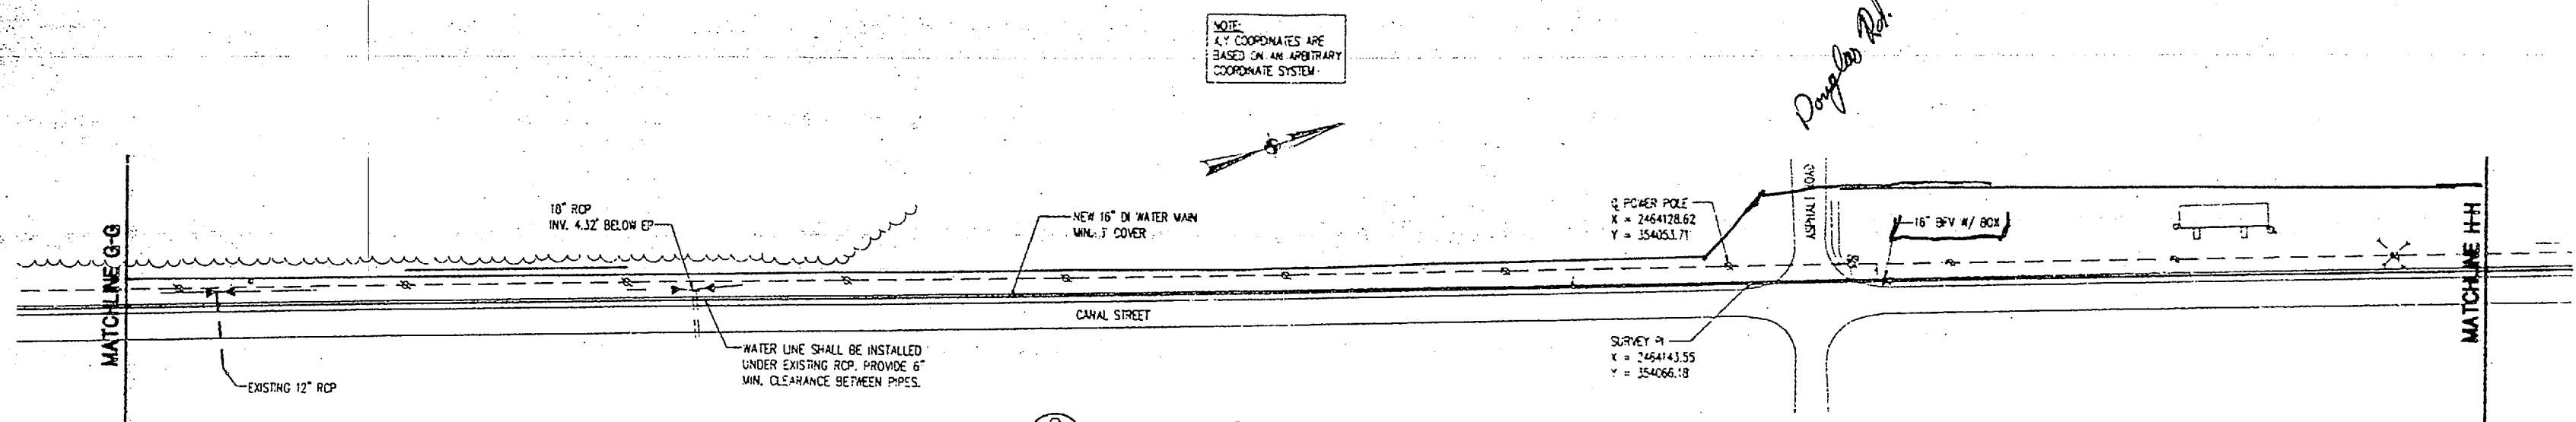 NOTE:
X,Y COORDINATES ARE
BASED ON AN ARBITRARY
COORDINATE SYSTEM.
Douglas Rd.
MATCHLINE G-G
18" RCP
INV. 4.32' BELOW EP
NEW 16" DI WATER MAIN
COVER
℄ POWER POLE
X = 2464128.62
Y = 354053.71
ASPHALT ROAD
16" BFV W/ BOX
MATCHLINE H-H
CANAL STREET
EXISTING 12" RCP
WATER LINE SHALL BE INSTALLED
UNDER EXISTING RCP. PROVIDE 6"
MIN. CLEARANCE BETWEEN PIPES.
SURVEY PI
X = 2464143.55
Y = 354066.18